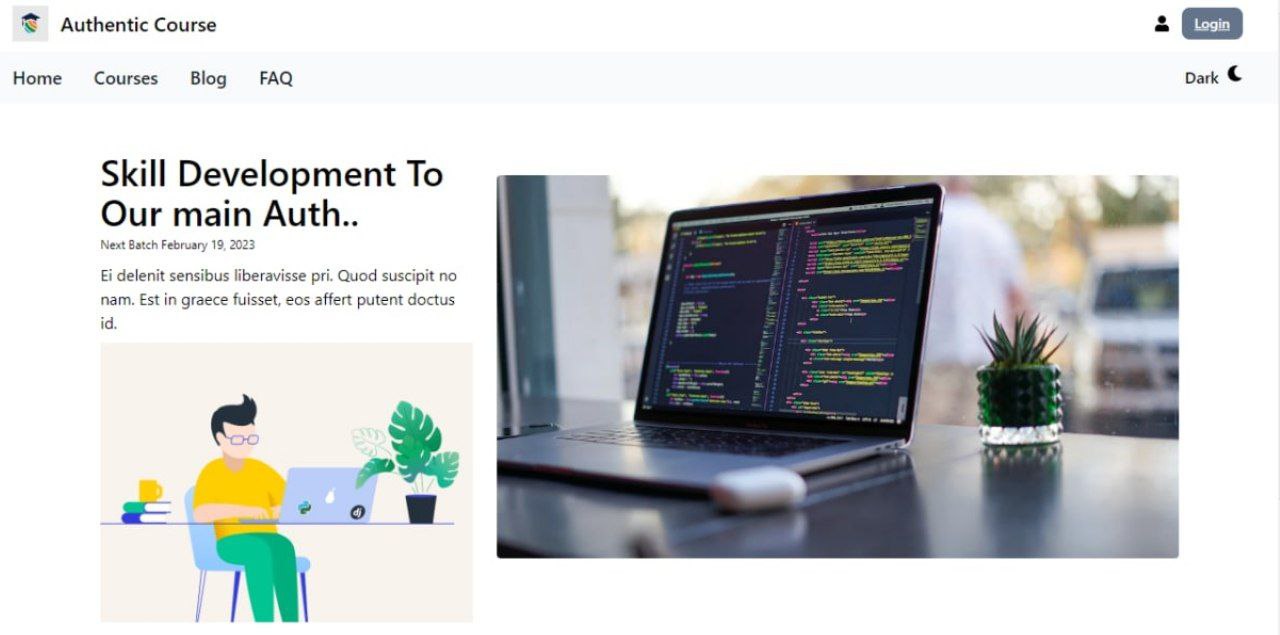 Authentic Course
Login
Home Courses Blog FAQ
Dark
Skill Development To
Our main Auth..
Next Batch February 19, 2023
Ei delenit sensibus liberavisse pri. Quod suscipit no
nam. Est in graece fuisset, eos affert putent doctus
id.
dj